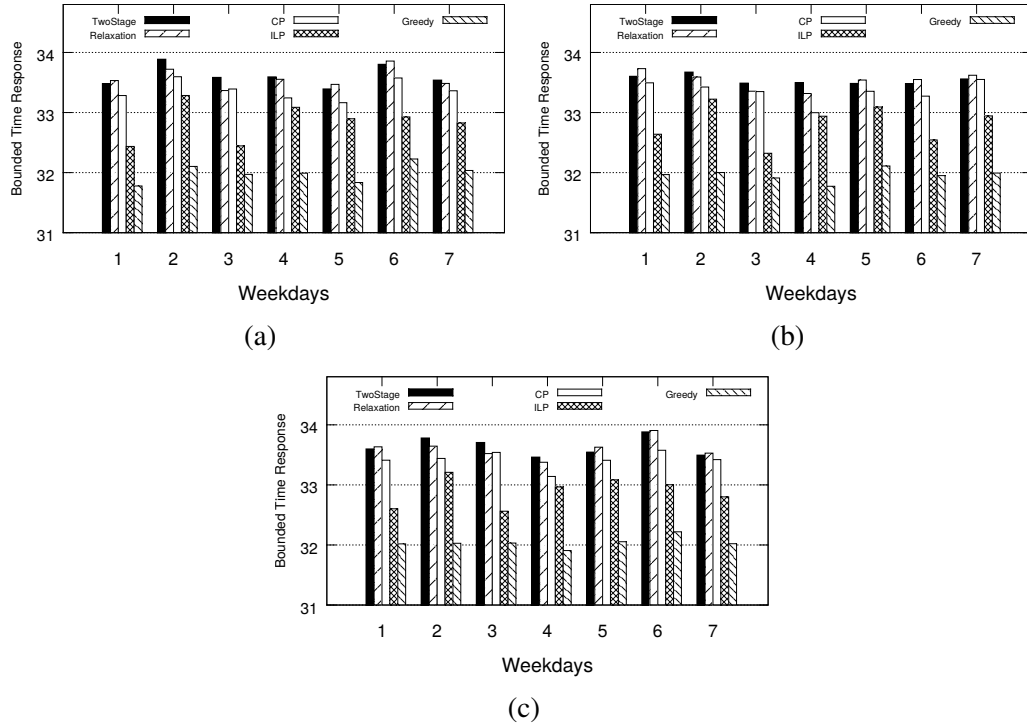 TwoStage CP Greedy
Relaxation ILP
34
33
32
31
Bounded Time Response
1 2 3 4 5 6 7
Weekdays
(a)
TwoStage CP Greedy
Relaxation ILP
34
33
32
31
Bounded Time Response
1 2 3 4 5 6 7
Weekdays
(b)
TwoStage CP Greedy
Relaxation ILP
34
33
32
31
Bounded Time Response
1 2 3 4 5 6 7
Weekdays
(c)